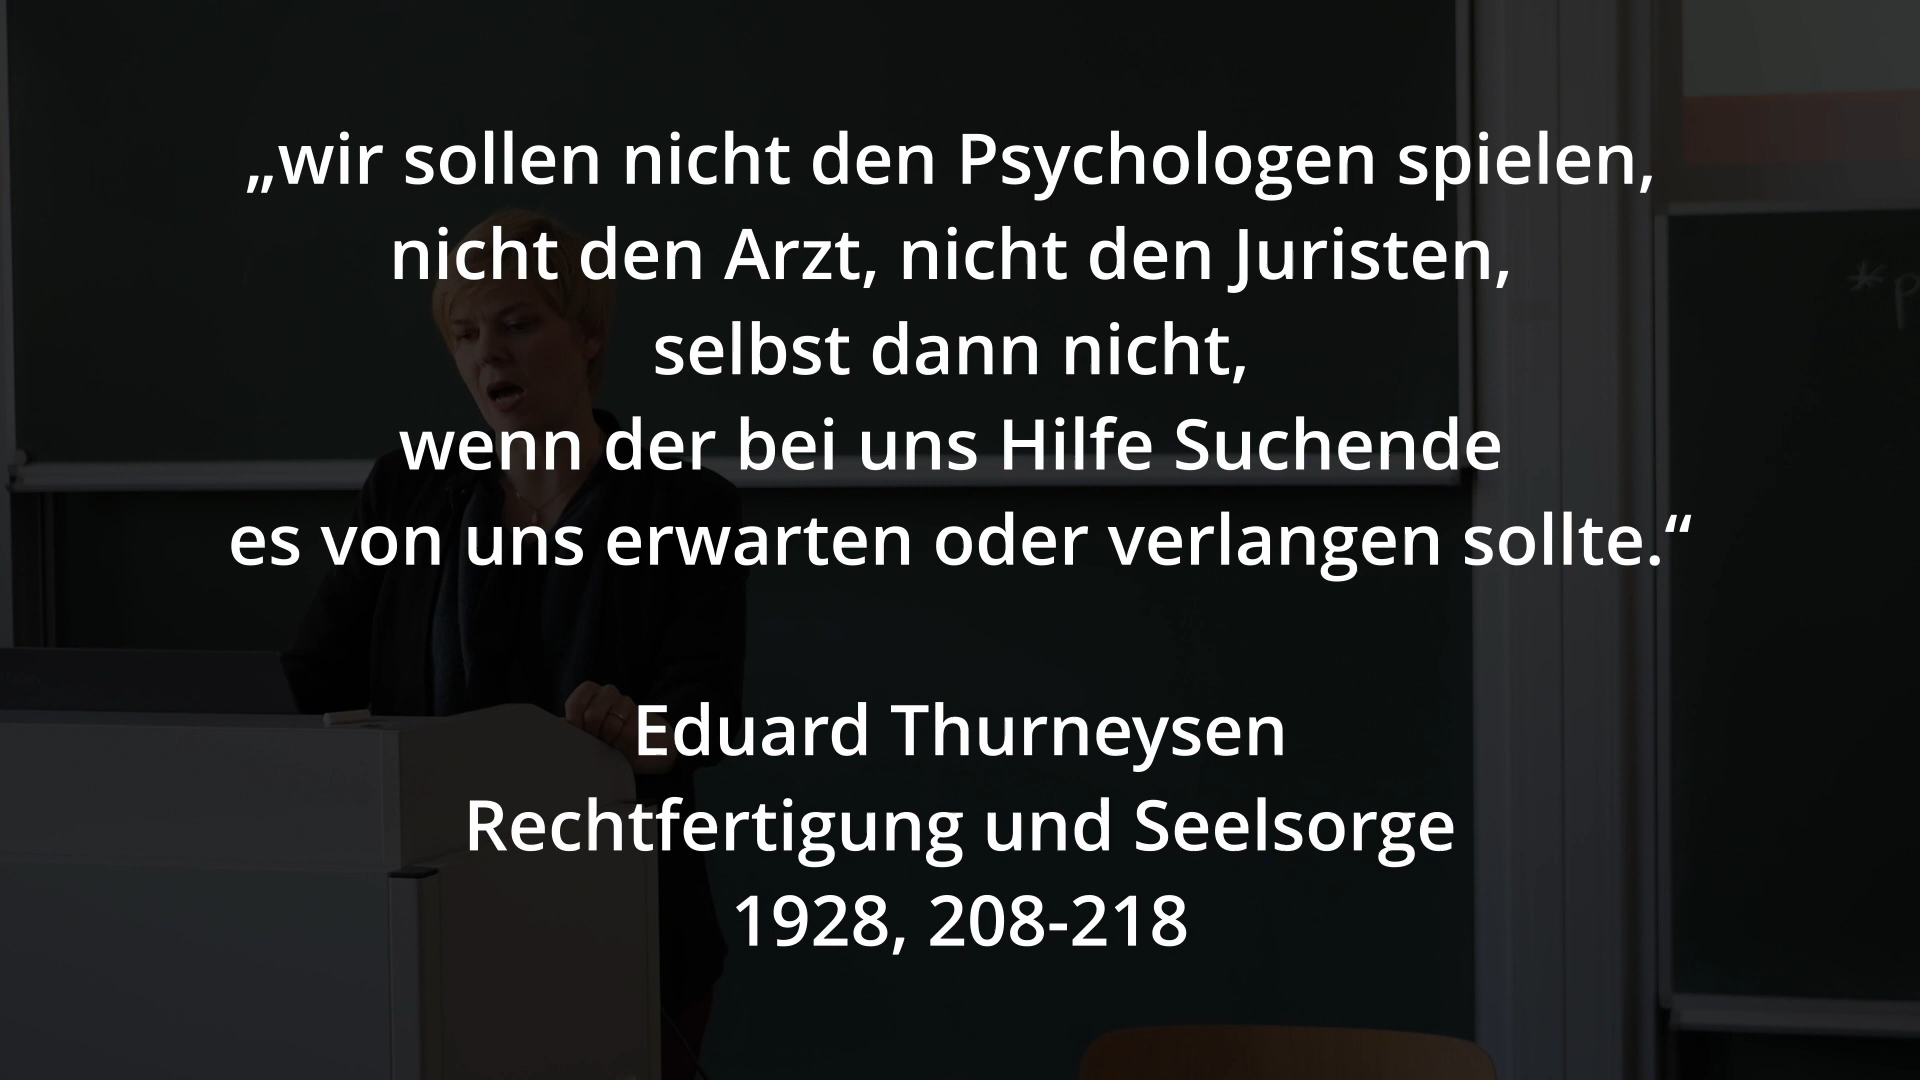 „wir sollen nicht den Psychologen spielen,
nicht den Arzt, nicht den Juristen,
selbst dann nicht,
wenn der bei uns Hilfe Suchende
es von uns erwarten oder verlangen sollte.“
Eduard Thurneysen
Rechtfertigung und Seelsorge
1928, 208-218